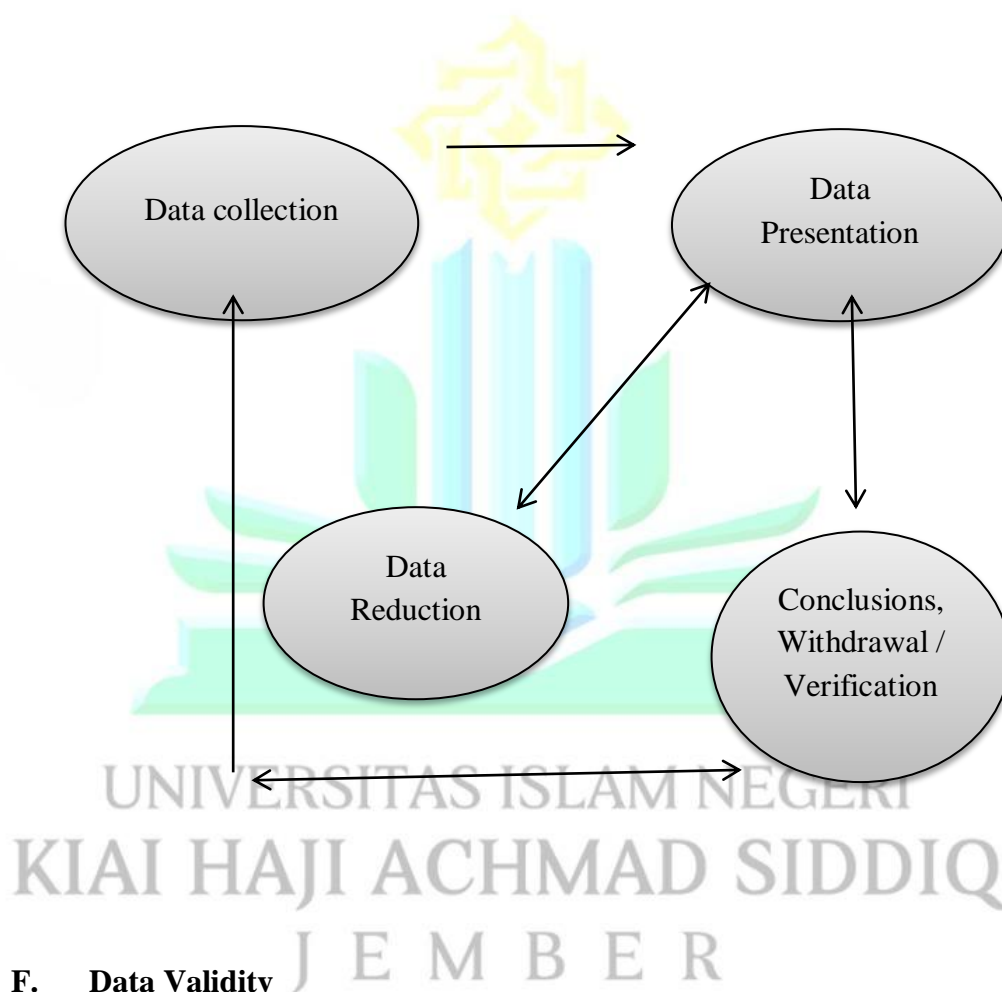 Data collection
Data
Presentation
Data
Reduction
Conclusions,
Withdrawal /
Verification
UNIVERSITAS ISLAM NEGERI
KIAI HAJI ACHMAD SIDDIQ
J E M B E R
F. Data Validity